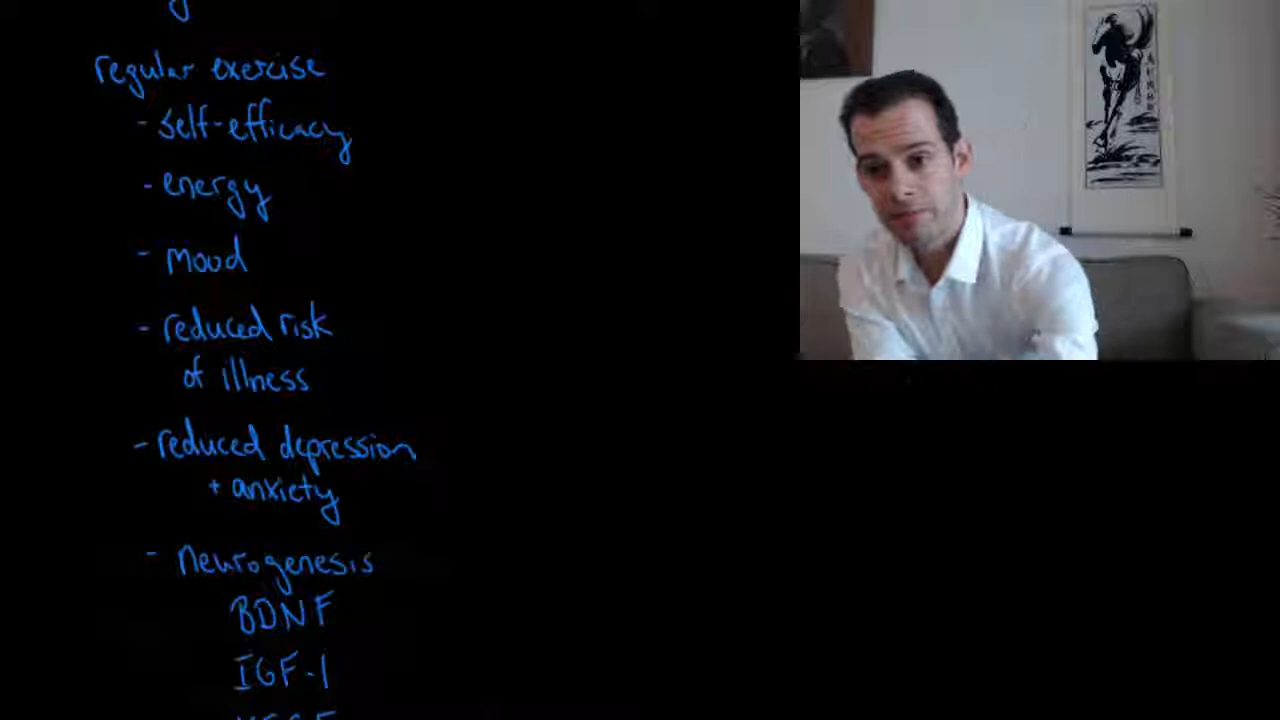 regular exercise
- self-efficacy
- energy
- mood
- reduced risk
of illness
- reduced depression
+ anxiety
- neurogenesis
BDNF
IGF-1